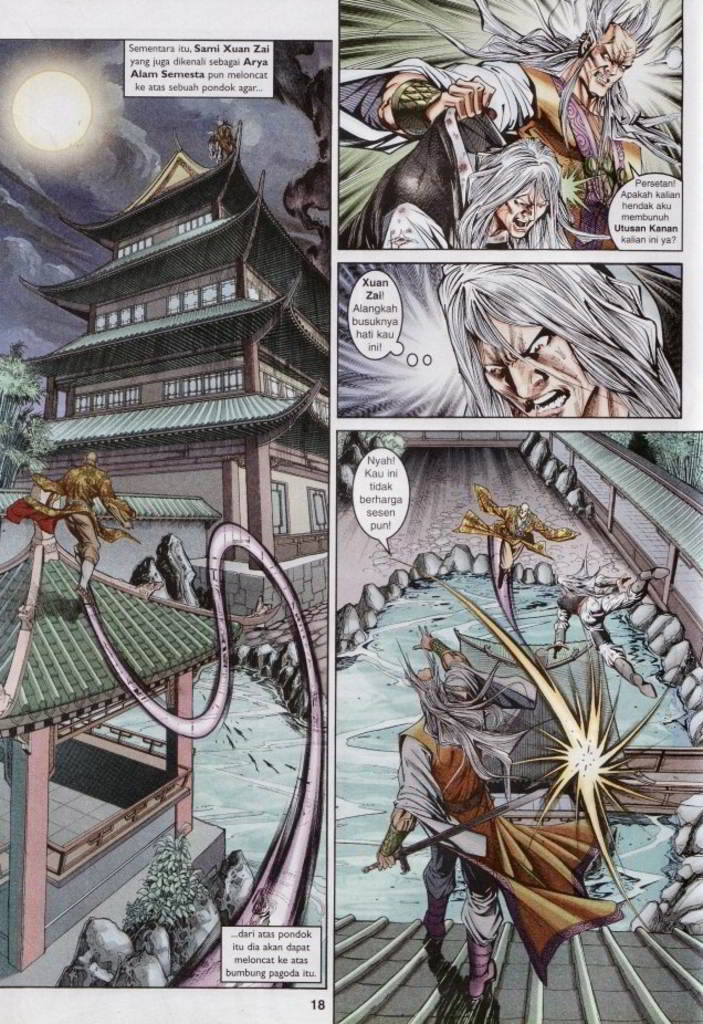 Sementara itu, Sami Xuan Zai
yang juga dikenali sebagai Arya
Alam Semesta pun meloncat
ke atas sebuah pondok agar...
...dari atas pondok
itu dia akan dapat
meloncat ke atas
bumbung pagoda itu.
Persetan!
Apakah kalian
hendak aku
membunuh
Utusan Kanan
kalian ini ya?
Xuan
Zai!
Alangkah
busuknya
hati kau
ini!
Nyah!
Kau ini
tidak
berharga
sesen
pun!
18